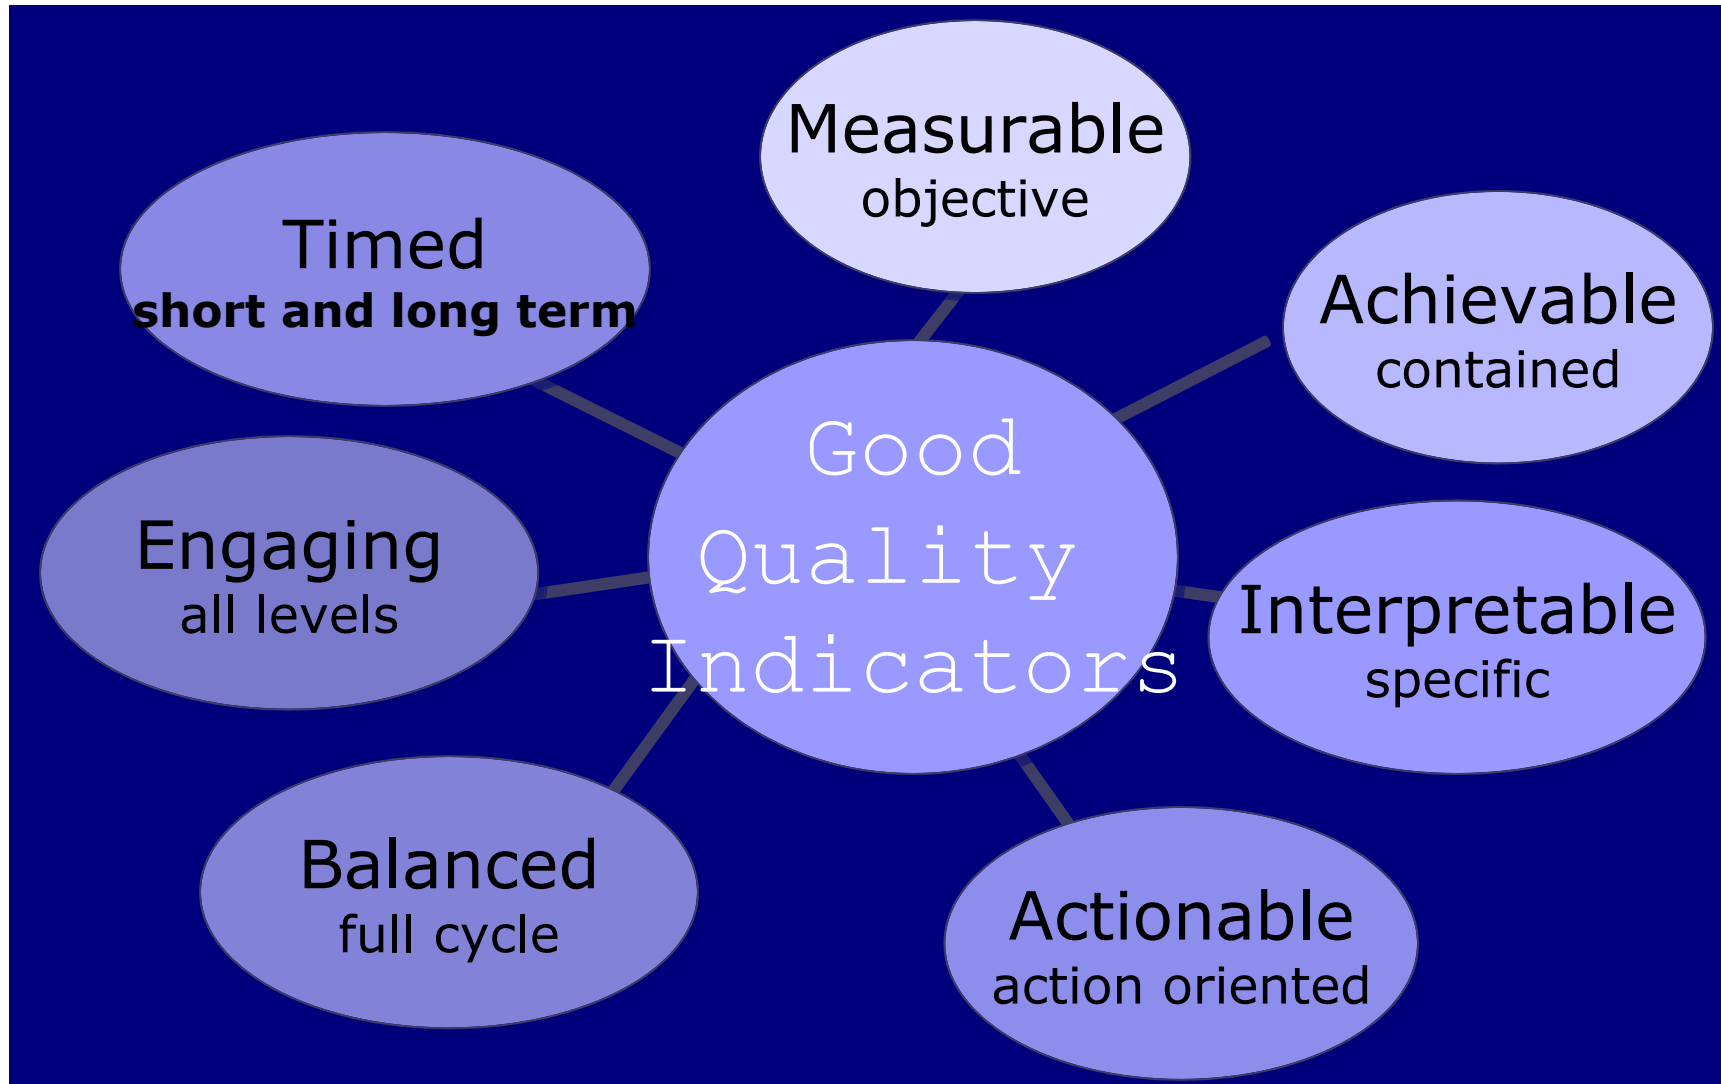 Measurable
objective
Achievable
contained
Timed
short and long term
Good
Quality
Indicators
Engaging
all levels
Interpretable
specific
Balanced
full cycle
Actionable
action oriented